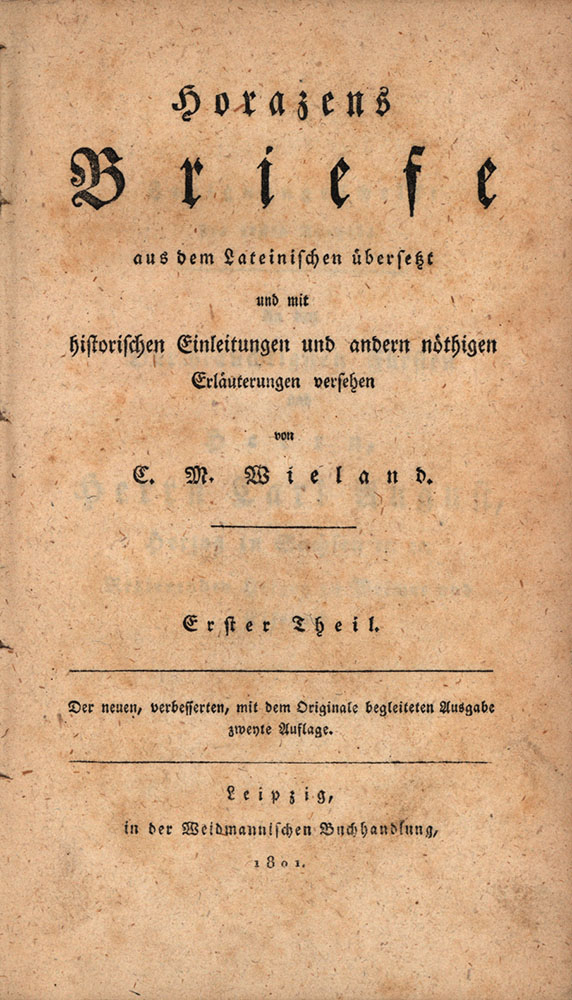 Horazens
Briefe
aus dem Lateinischen übersetzt
und mit
historischen Einleitungen und andern nöthigen
Erläuterungen versehen
von
C. M. Wieland.
Erster Theil.
Der neuen, verbesserten, mit dem Originale begleiteten Ausgabe
zweyte Auflage.
Leipzig,
in der Weidmannischen Buchhandlung,
1801.